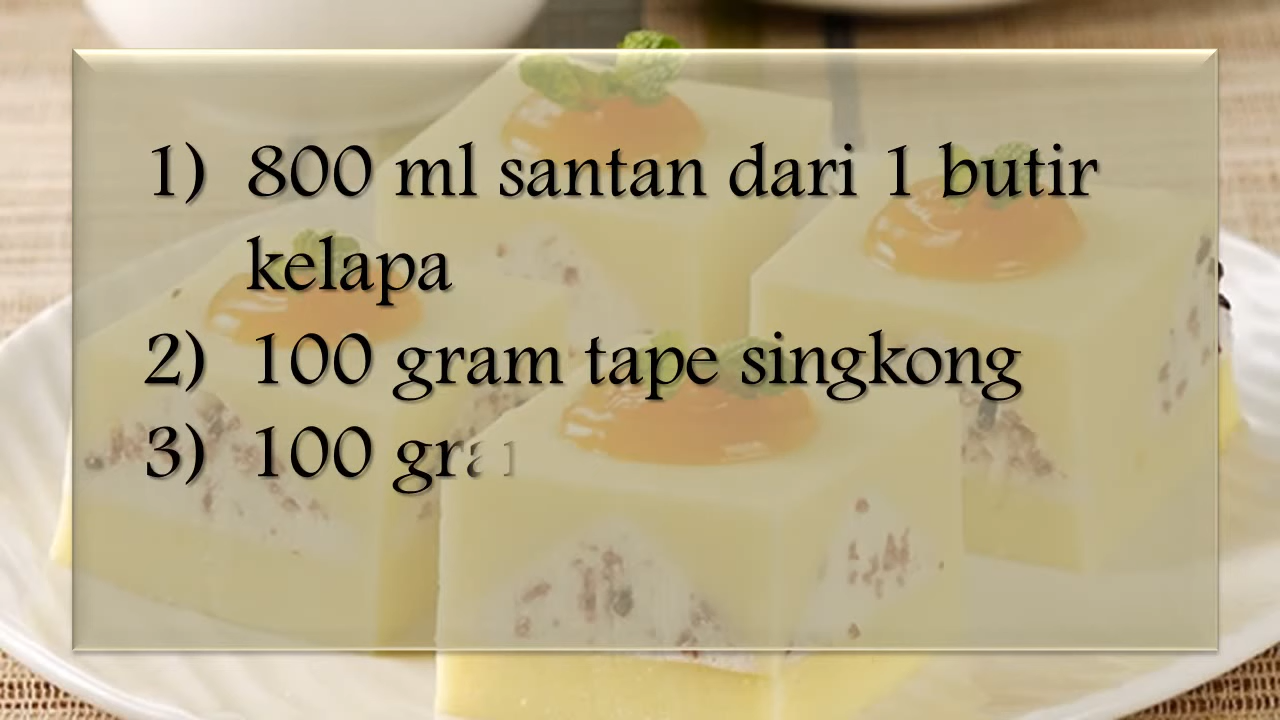 1) 800 ml santan dari 1 butir
kelapa
2) 100 gram tape singkong
3) 100